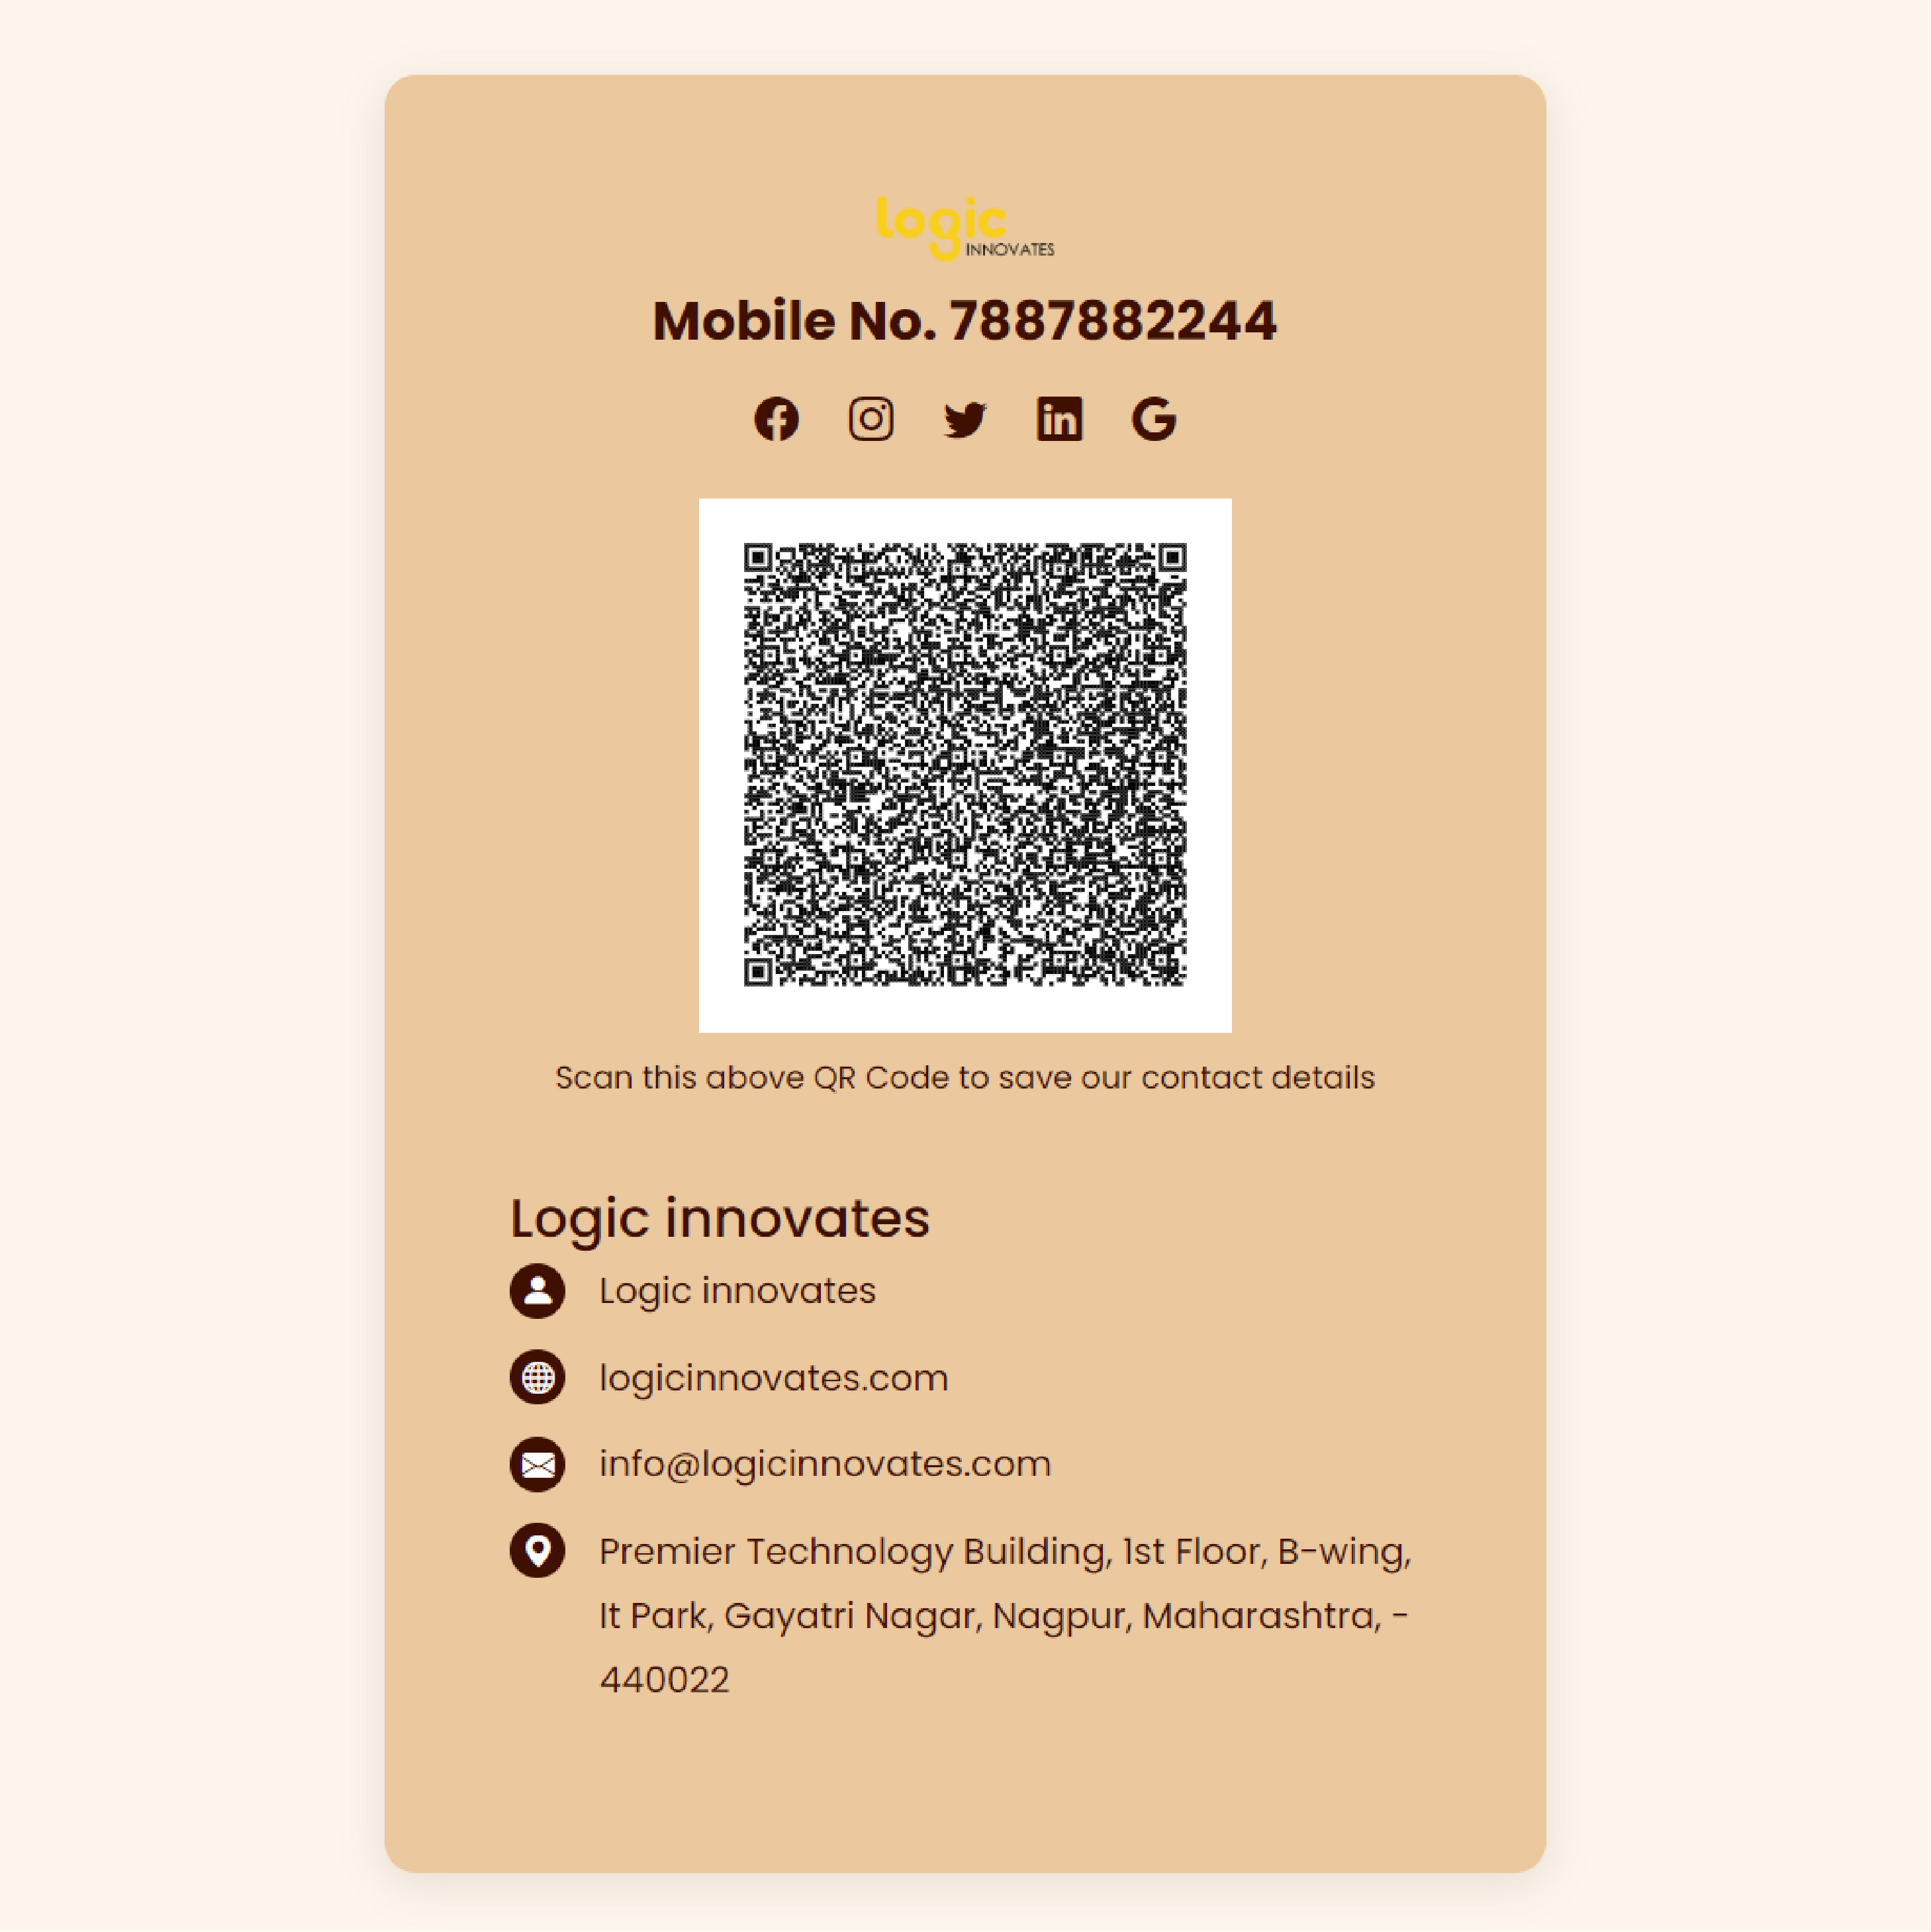 logic
INNOVATES
Mobile No. 7887882244
Scan this above QR Code to save our contact details
Logic innovates
Logic innovates
logicinnovates.com
info@logicinnovates.com
Premier Technology Building, 1st Floor, B-wing,
It Park, Gayatri Nagar, Nagpur, Maharashtra, -
440022